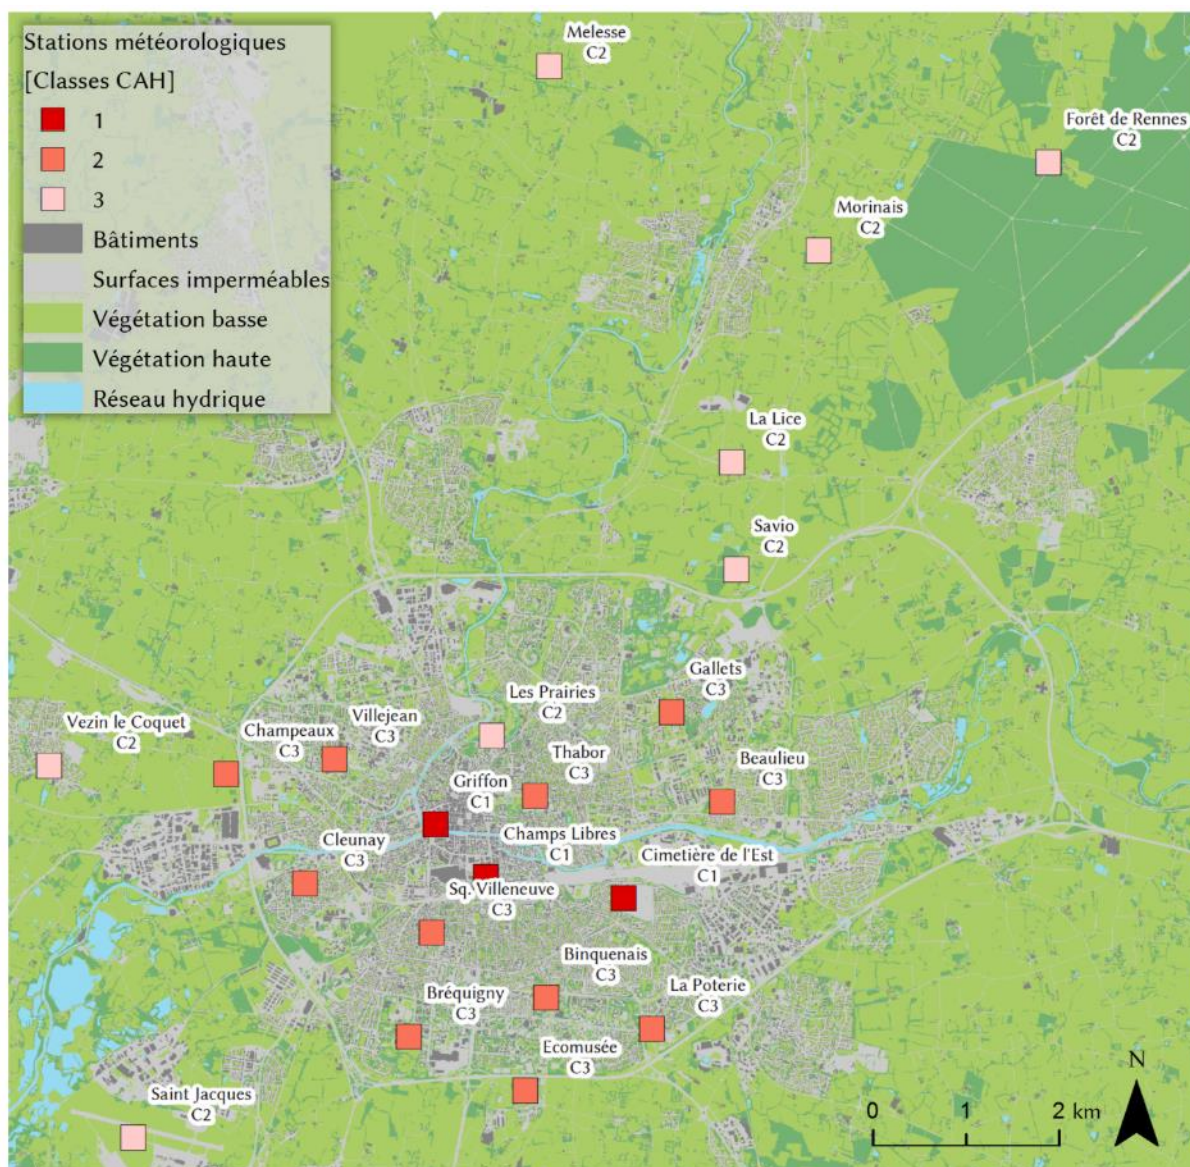 Stations météorologiques
[Classes CAH]
1
2
3
Bâtiments
Surfaces imperméables
Végétation basse
Végétation haute
Réseau hydrique
Melesse
C2
Forêt de Rennes
C2
Morinais
C2
La Lice
C2
Savio
C2
Gallets
C3
Les Prairies
C2
Villejean
C3
Champeaux
C3
Vezin le Coquet
C2
Thabor
C3
Beaulieu
C3
Griffon
C1
Champs Libres
C1
Cleunay
C3
Cimetière de l'Est
C1
Sq. Villeneuve
C3
Binquenais
C3
La Poterie
C3
Bréquigny
C3
Ecomusée
C3
Saint Jacques
C2
N
0 1 2 km